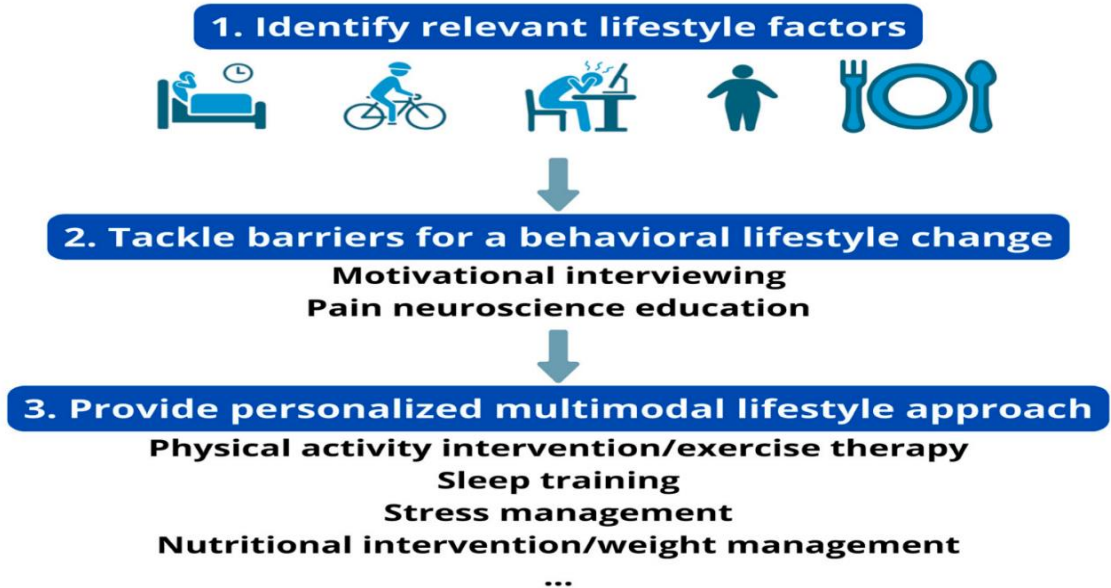 1. Identify relevant lifestyle factors
2. Tackle barriers for a behavioral lifestyle change
Motivational interviewing
Pain neuroscience education
3. Provide personalized multimodal lifestyle approach
Physical activity intervention/exercise therapy
Sleep training
Stress management
Nutritional intervention/weight management
...